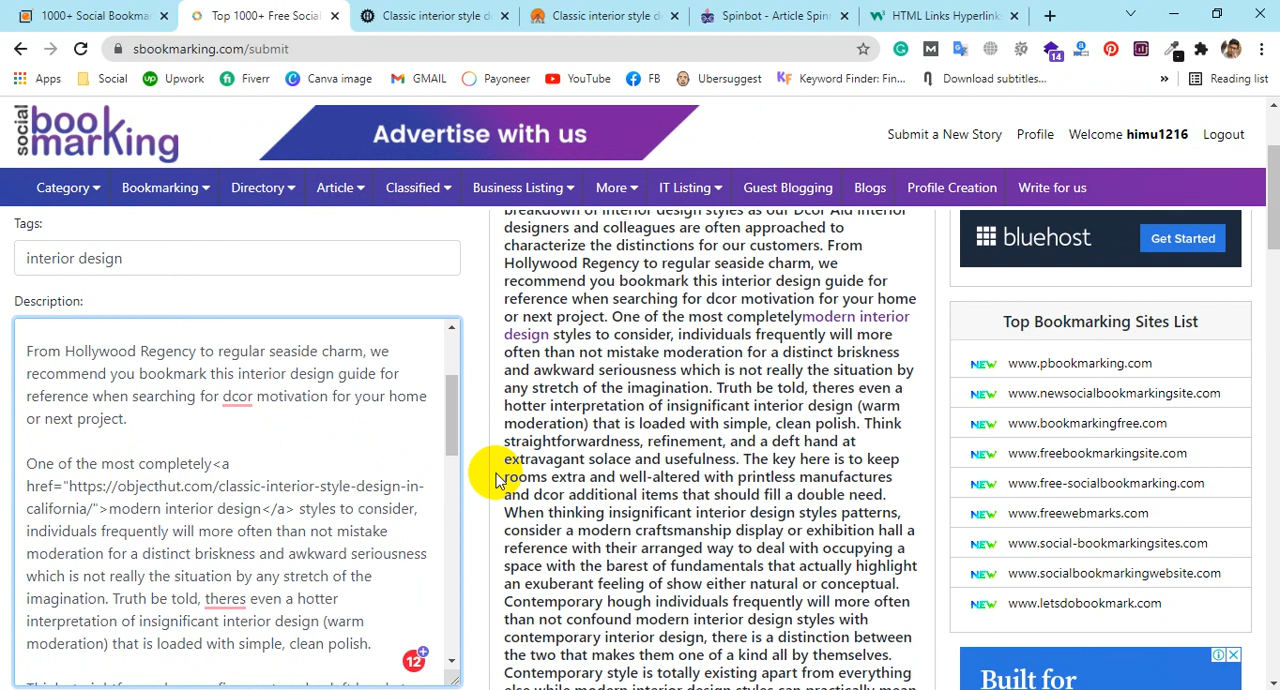 1000+ Social Bookmark
Top 1000+ Free Social
Classic interior style d
Classic interior style de
Spinbot - Article Spin
HTML Links Hyperlink
sbookmarking.com/submit
14
Apps
Social
Upwork
Fiverr
Canva image
GMAIL
Payoneer
YouTube
FB
Ubersuggest
Keyword Finder: Fin...
Download subtitles...
»
Reading list
social
bookmarking
Advertise with us
Submit a New Story
Profile
Welcome himu1216
Logout
Category
Bookmarking
Directory
Article
Classified
Business Listing
More
IT Listing
Guest Blogging
Blogs
Profile Creation
Write for us
Tags:
interior design
Description:
From Hollywood Regency to regular seaside charm, we
recommend you bookmark this interior design guide for
reference when searching for dcor motivation for your home
or next project.
One of the most completely<a
href="https://objecthut.com/classic-interior-style-design-in-
california/">modern interior design</a> styles to consider,
individuals frequently will more often than not mistake
moderation for a distinct briskness and awkward seriousness
which is not really the situation by any stretch of the
imagination. Truth be told, theres even a hotter
interpretation of insignificant interior design (warm
moderation) that is loaded with simple, clean polish.
12
breakdown of interior design styles as our Dcor Aid interior
designers and colleagues are often approached to
characterize the distinctions for our customers. From
Hollywood Regency to regular seaside charm, we
recommend you bookmark this interior design guide for
reference when searching for dcor motivation for your home
or next project. One of the most completelymodern interior
design styles to consider, individuals frequently will more
often than not mistake moderation for a distinct briskness
and awkward seriousness which is not really the situation by
any stretch of the imagination. Truth be told, theres even a
hotter interpretation of insignificant interior design (warm
moderation) that is loaded with simple, clean polish. Think
straightforwardness, refinement, and a deft hand at
extravagant solace and usefulness. The key here is to keep
rooms extra and well-altered with printless manufactures
and dcor additional items that should fill a double need.
When thinking insignificant interior design styles patterns,
consider a modern craftsmanship display or exhibition hall a
reference with their arranged way to deal with occupying a
space with the barest of fundamentals that actually highlight
an exuberant feeling of show either natural or conceptual.
Contemporary hough individuals frequently will more often
than not confound modern interior design styles with
contemporary interior design, there is a distinction between
the two that makes them one of a kind all by themselves.
Contemporary style is totally existing apart from everything
bluehost
Get Started
Top Bookmarking Sites List
NEW www.pbookmarking.com
NEW www.newsocialbookmarkingsite.com
NEW www.bookmarkingfree.com
NEW www.freebookmarkingsite.com
NEW www.free-socialbookmarking.com
NEW www.freewebmarks.com
NEW www.social-bookmarkingsites.com
NEW www.socialbookmarkingwebsite.com
NEW www.letsdobookmark.com
Built for